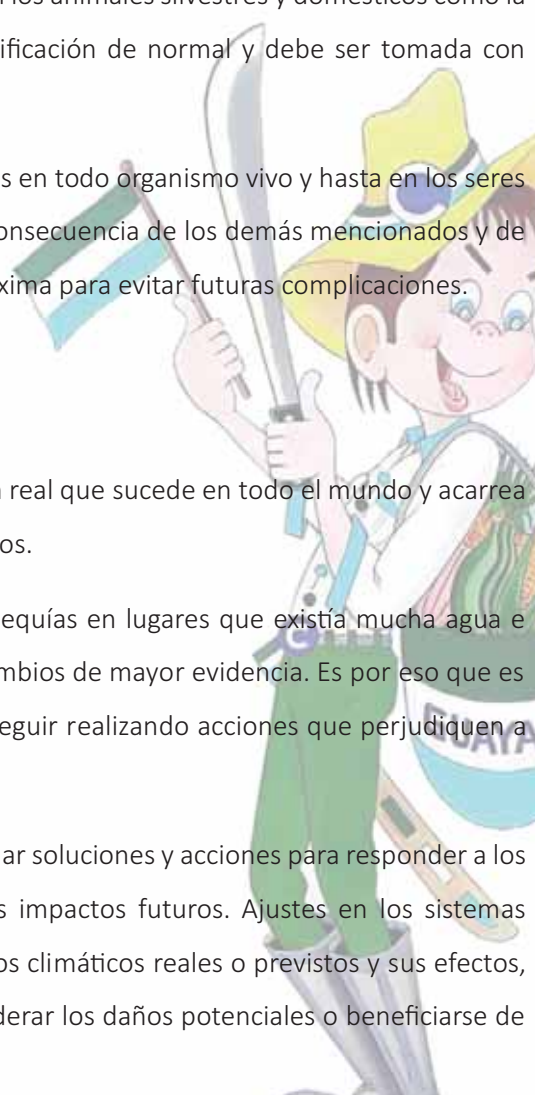 los animales silvestres y domésticos como la
ificación de normal y debe ser tomada con
s en todo organismo vivo y hasta en los seres
onsecuencia de los demás mencionados y de
xima para evitar futuras complicaciones.
real que sucede en todo el mundo y acarrea
os.
equías en lugares que existía mucha agua e
mbios de mayor evidencia. Es por eso que es
seguir realizando acciones que perjudiquen a
GUAYA
ar soluciones y acciones para responder a los
s impactos futuros. Ajustes en los sistemas
os climáticos reales o previstos y sus efectos,
derar los daños potenciales o beneficiarse de